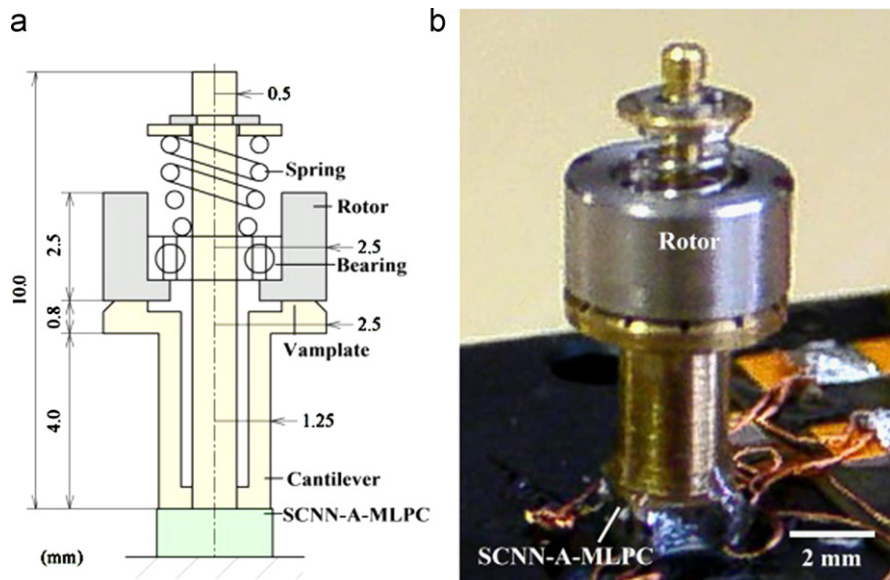 a
0.5
Spring
Rotor
2.5
2.5
Bearing
10.0
0.8
2.5
Vamplate
4.0
1.25
Cantilever
SCNN-A-MLPC
(mm)
b
Rotor
SCNN-A-MLPC
2 mm